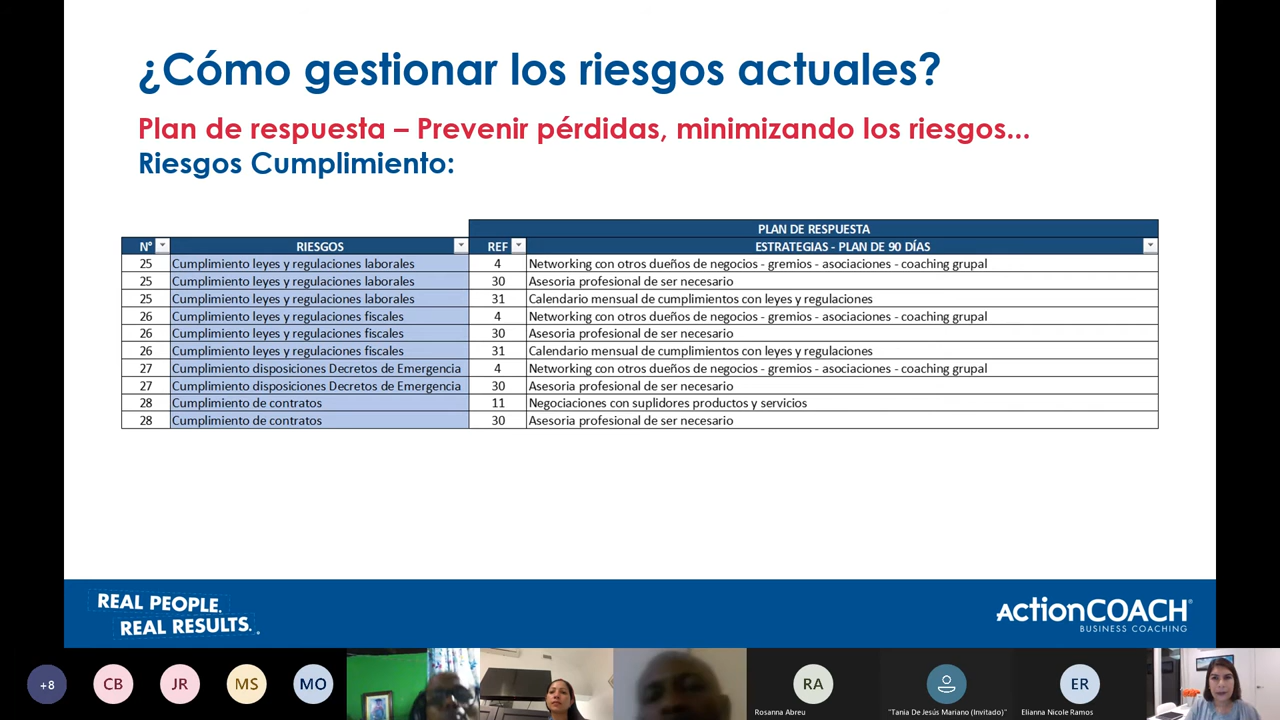 ¿Cómo gestionar los riesgos actuales?
Plan de respuesta – Prevenir pérdidas, minimizando los riesgos...
Riesgos Cumplimiento:
PLAN DE RESPUESTA
N° RIESGOS REF ESTRATEGIAS - PLAN DE 90 DÍAS
25 Cumplimiento leyes y regulaciones laborales 4 Networking con otros dueños de negocios - gremios - asociaciones - coaching grupal
25 Cumplimiento leyes y regulaciones laborales 30 Asesoria profesional de ser necesario
25 Cumplimiento leyes y regulaciones laborales 31 Calendario mensual de cumplimientos con leyes y regulaciones
26 Cumplimiento leyes y regulaciones fiscales 4 Networking con otros dueños de negocios - gremios - asociaciones - coaching grupal
26 Cumplimiento leyes y regulaciones fiscales 30 Asesoria profesional de ser necesario
26 Cumplimiento leyes y regulaciones fiscales 31 Calendario mensual de cumplimientos con leyes y regulaciones
27 Cumplimiento disposiciones Decretos de Emergencia 4 Networking con otros dueños de negocios - gremios - asociaciones - coaching grupal
27 Cumplimiento disposiciones Decretos de Emergencia 30 Asesoria profesional de ser necesario
28 Cumplimiento de contratos 11 Negociaciones con suplidores productos y servicios
28 Cumplimiento de contratos 30 Asesoria profesional de ser necesario
REAL PEOPLE.
REAL RESULTS.
ActionCOACH®
BUSINESS COACHING
+8 CB JR MS MO RA ER
Rosanna Abreu "Tania De Jesús Mariano (Invitado)" Elianna Nicole Ramos